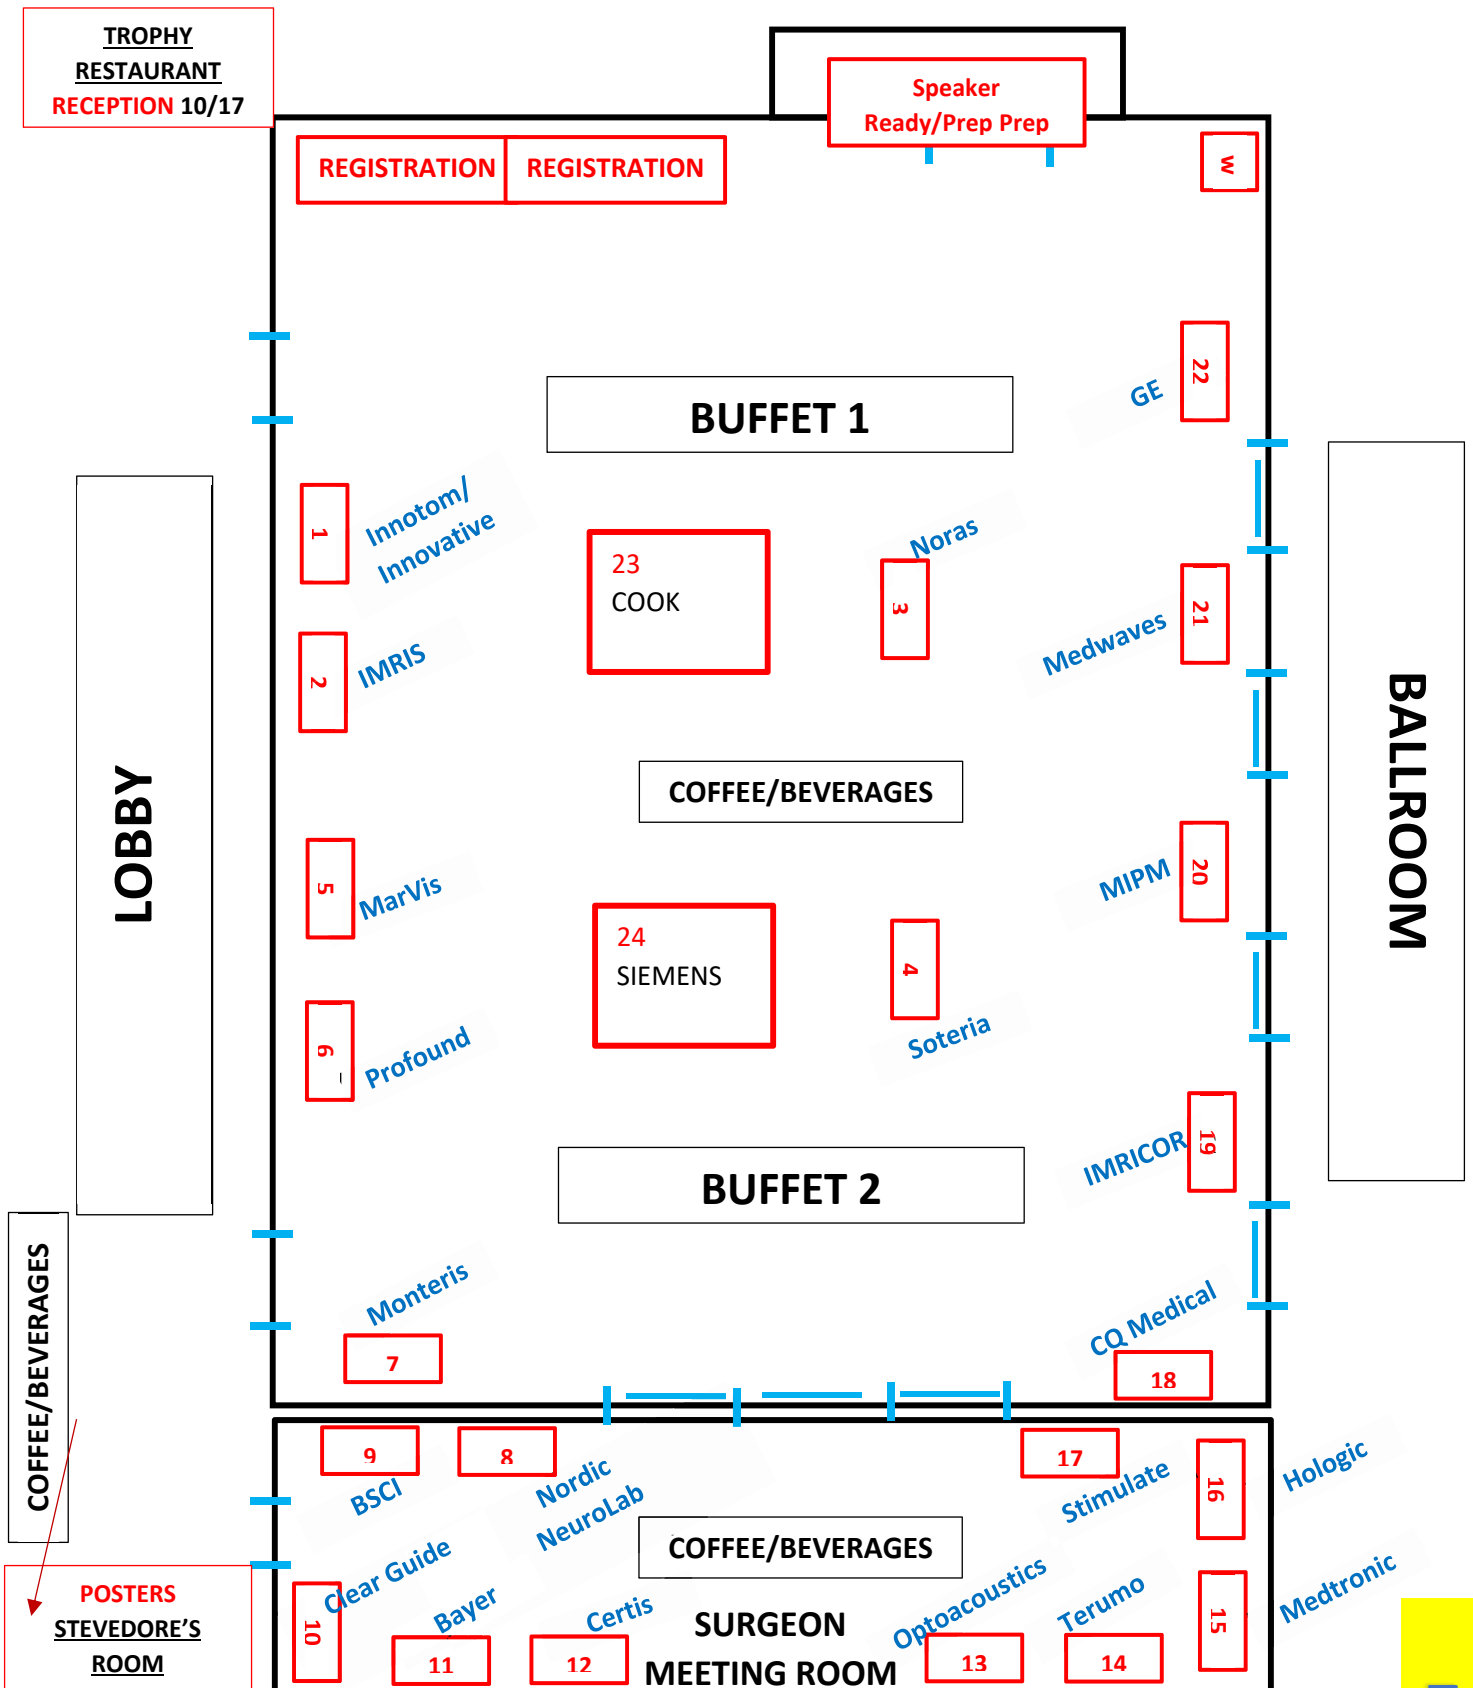 TROPHY
RESTAURANT
RECEPTION 10/17
Speaker
Ready/Prep Prep
REGISTRATION
REGISTRATION
W
22
GE
BUFFET 1
1
Innotom/
Innovative
23
COOK
Noras
3
21
Medwaves
2
IMRIS
LOBBY
BALLROOM
COFFEE/BEVERAGES
5
MarVis
24
SIEMENS
4
Soteria
20
MIPM
6
Profound
19
IMRICOR
BUFFET 2
COFFEE/BEVERAGES
Monteris
7
CQ Medical
18
9
BSCI
8
Nordic
NeuroLab
17
Stimulate
16
Hologic
COFFEE/BEVERAGES
POSTERS
STEVEDORE'S
ROOM
Clear Guide
10
Bayer
11
Certis
12
SURGEON
MEETING ROOM
Optoacoustics
13
Terumo
14
15
Medtronic